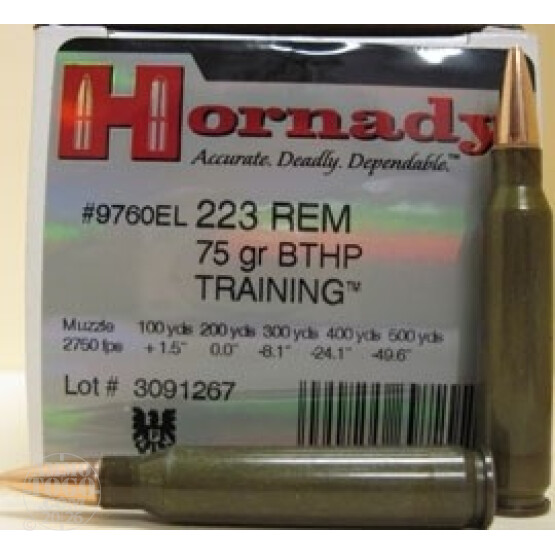 Hornady
Accurate. Deadly. Dependable.™
#9760EL 223 REM
75 gr BTHP
TRAINING™
Muzzle 100 yds 200 yds 300 yds 400 yds 500 yds
2750 fps +1.5" 0.0" -8.1" -24.1" -49.6"
Lot # 3091267